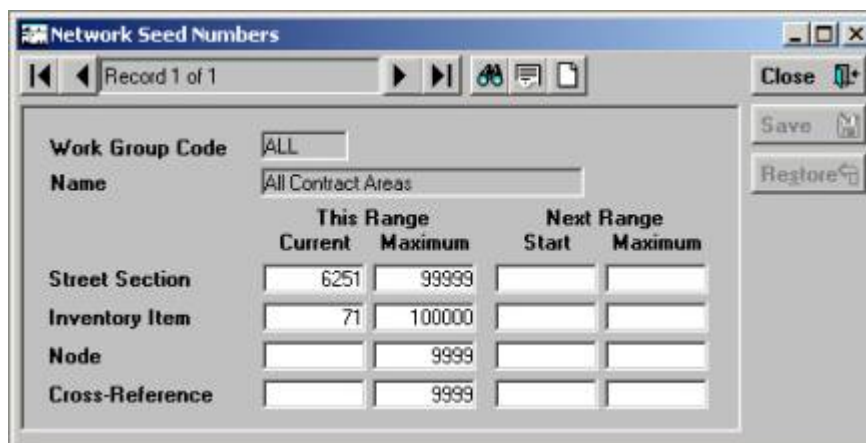 Network Seed Numbers
Record 1 of 1
Close
Save
Restore
Work Group Code ALL
Name All Contract Areas
This Range Next Range
Current Maximum Start Maximum
Street Section 6251 99999
Inventory Item 71 100000
Node 9999
Cross-Reference 9999